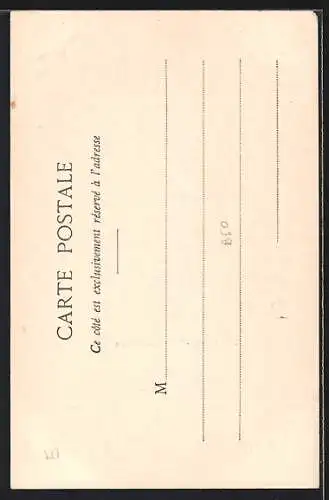 CARTE POSTALE
Ce côté est exclusivement réservé à l'adresse
M